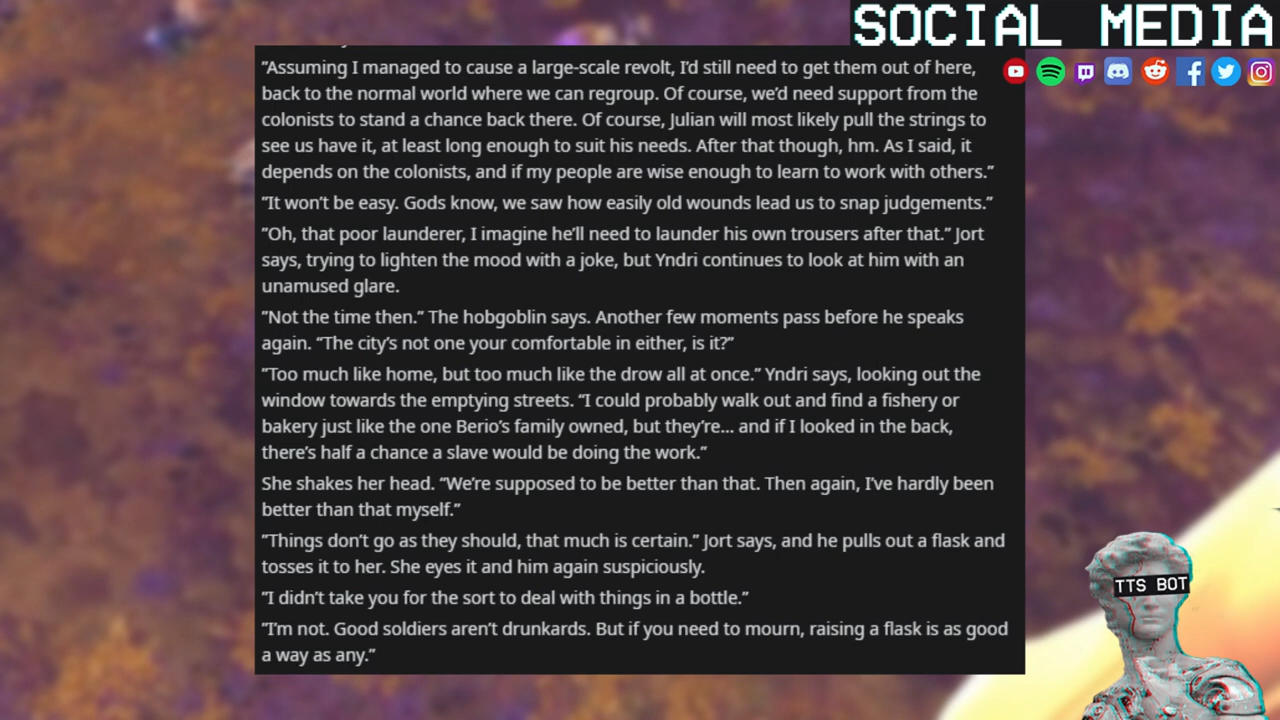 SOCIAL MEDIA
"Assuming I managed to cause a large-scale revolt, I'd still need to get them out of here,
back to the normal world where we can regroup. Of course, we'd need support from the
colonists to stand a chance back there. Of course, Julian will most likely pull the strings to
see us have it, at least long enough to suit his needs. After that though, hm. As I said, it
depends on the colonists, and if my people are wise enough to learn to work with others."
"It won't be easy. Gods know, we saw how easily old wounds lead us to snap judgements."
"Oh, that poor launderer, I imagine he'll need to launder his own trousers after that." Jort
says, trying to lighten the mood with a joke, but Yndri continues to look at him with an
unamused glare.
"Not the time then." The hobgoblin says. Another few moments pass before he speaks
again. "The city's not one your comfortable in either, is it?"
"Too much like home, but too much like the drow all at once." Yndri says, looking out the
window towards the emptying streets. "I could probably walk out and find a fishery or
bakery just like the one Berio's family owned, but they're... and if I looked in the back,
there's half a chance a slave would be doing the work."
She shakes her head. "We're supposed to be better than that. Then again, I've hardly been
better than that myself."
"Things don't go as they should, that much is certain." Jort says, and he pulls out a flask and
tosses it to her. She eyes it and him again suspiciously.
"I didn't take you for the sort to deal with things in a bottle."
"I'm not. Good soldiers aren't drunkards. But if you need to mourn, raising a flask is as good
a way as any."
TTS BOT